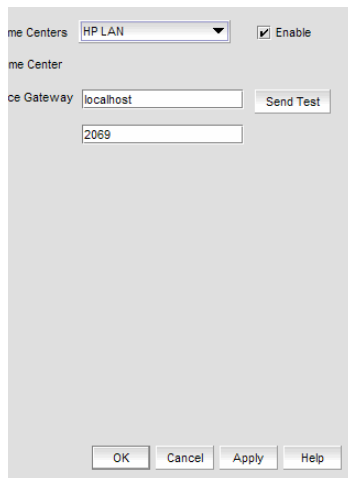 me Centers HP LAN Enable
me Center
ce Gateway localhost Send Test
2069
OK Cancel Apply Help